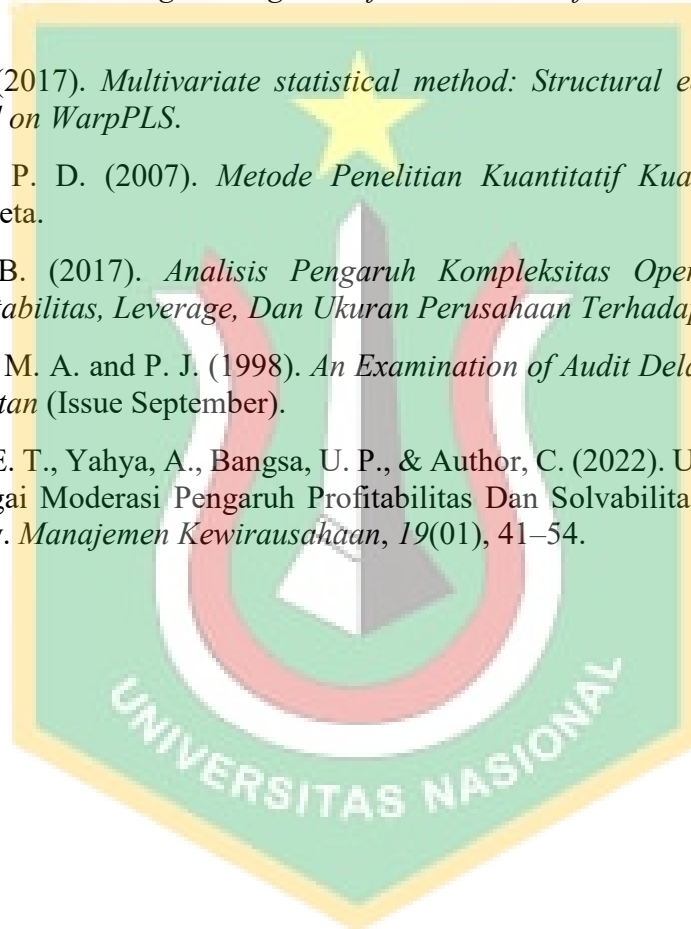 (2017). Multivariate statistical method: Structural e
on WarpPLS.
P. D. (2007). Metode Penelitian Kuantitatif Kua
eta.
B. (2017). Analisis Pengaruh Kompleksitas Oper
tabilitas, Leverage, Dan Ukuran Perusahaan Terhadap
M. A. and P. J. (1998). An Examination of Audit Dela
tan (Issue September).
E. T., Yahya, A., Bangsa, U. P., & Author, C. (2022). U
gai Moderasi Pengaruh Profitabilitas Dan Solvabilita
. Manajemen Kewirausahaan, 19(01), 41–54.
UNIVERSITAS NASIONAL